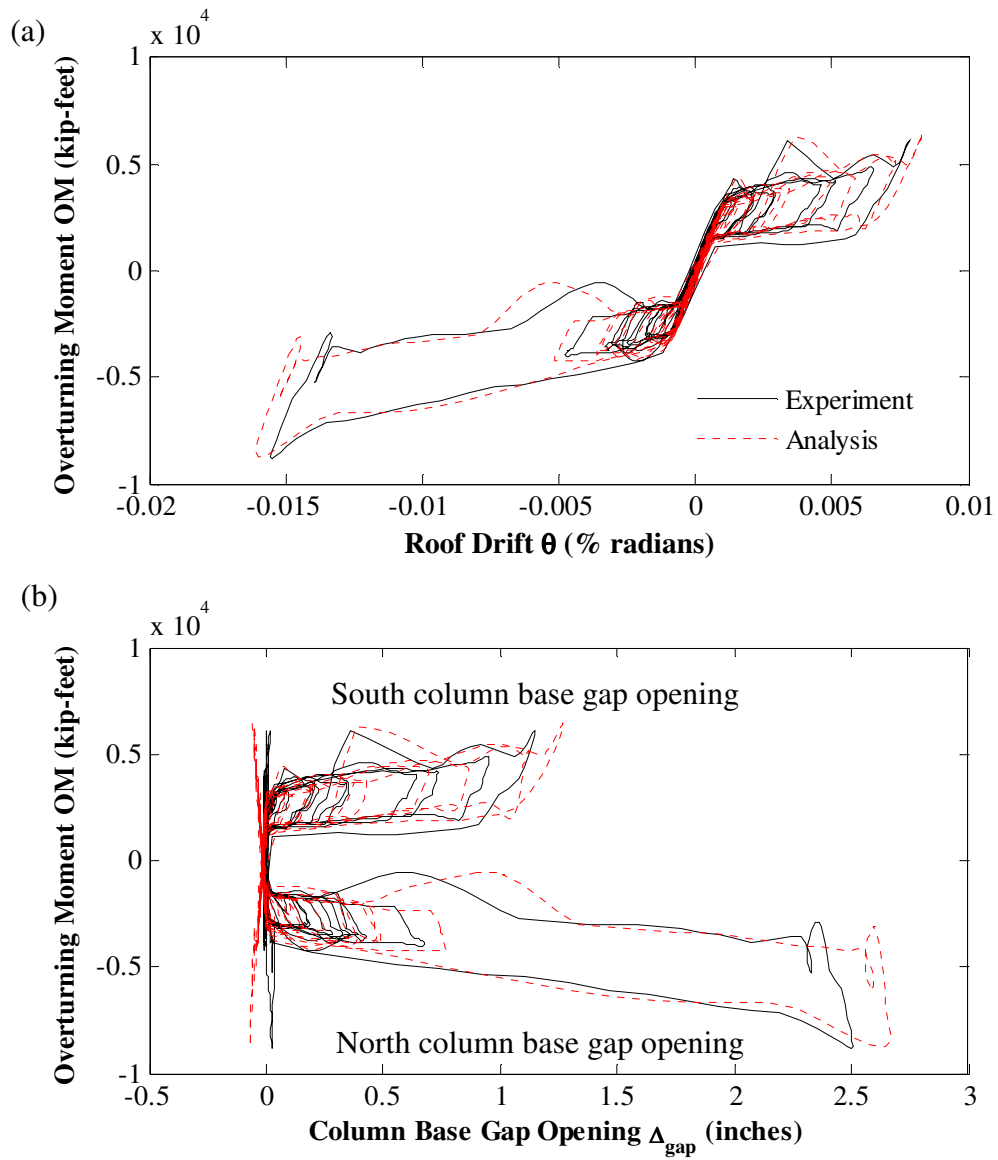 (a)
x 10^4
1
0.5
0
-0.5
-1
Overturning Moment OM (kip-feet)
-0.02
-0.015
-0.01
-0.005
0
0.005
0.01
Roof Drift θ (% radians)
Experiment
Analysis
(b)
x 10^4
1
0.5
0
-0.5
-1
Overturning Moment OM (kip-feet)
South column base gap opening
North column base gap opening
-0.5
0
0.5
1
1.5
2
2.5
3
Column Base Gap Opening Δgap (inches)